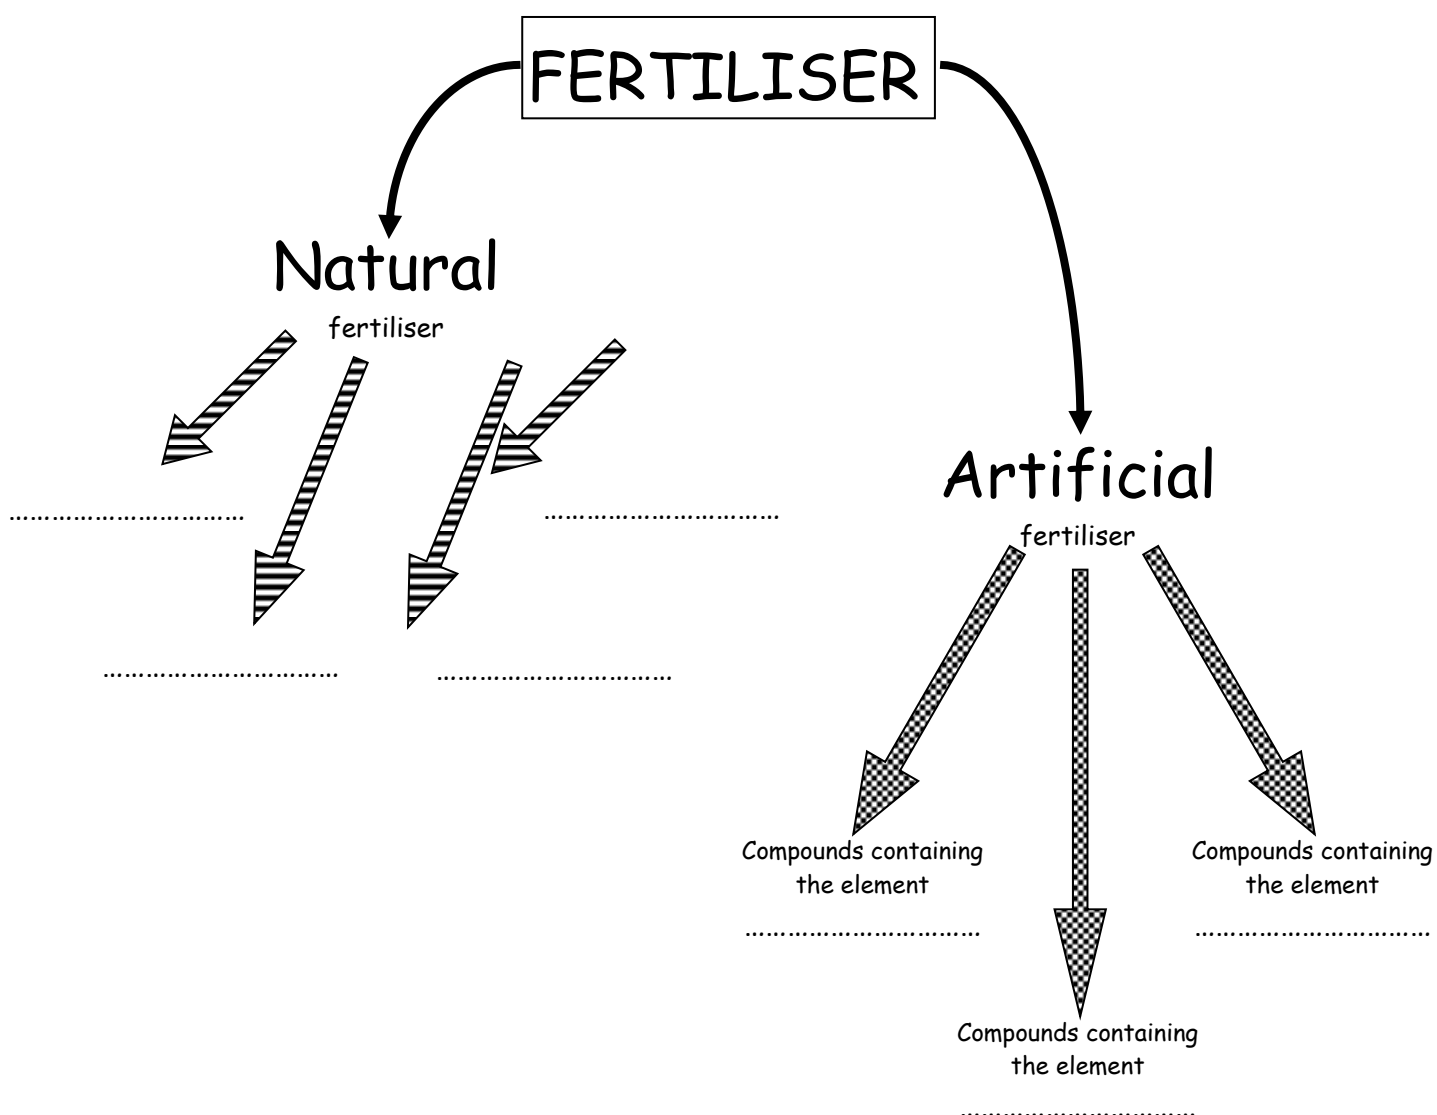 FERTILISER
Natural
fertiliser
Artificial
fertiliser
……………………………
……………………………
……………………………
……………………………
Compounds containing
the element
……………………………
Compounds containing
the element
……………………………
Compounds containing
the element
……………………………